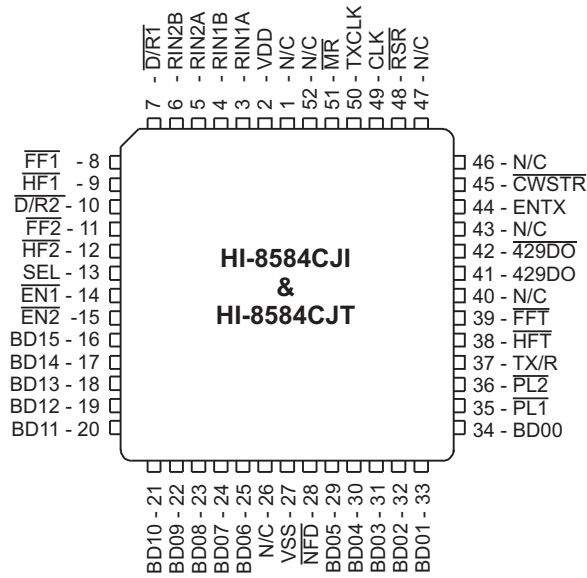 D/R1 - 7
RIN2B - 6
RIN2A - 5
RIN1B - 4
RIN1A - 3
VDD - 2
N/C - 1
N/C - 52
MR - 51
TXCLK - 50
CLK - 49
RSR - 48
N/C - 47
FF1 - 8
HF1 - 9
D/R2 - 10
FF2 - 11
HF2 - 12
SEL - 13
EN1 - 14
EN2 -15
BD15 - 16
BD14 - 17
BD13 - 18
BD12 - 19
BD11 - 20
HI-8584CJI
&
HI-8584CJT
46 - N/C
45 - CWSTR
44 - ENTX
43 - N/C
42 - 429DO
41 - 429DO
40 - N/C
39 - FFT
38 - HFT
37 - TX/R
36 - PL2
35 - PL1
34 - BD00
BD10 - 21
BD09 - 22
BD08 - 23
BD07 - 24
BD06 - 25
N/C - 26
VSS - 27
NFD - 28
BD05 - 29
BD04 - 30
BD03 - 31
BD02 - 32
BD01 - 33